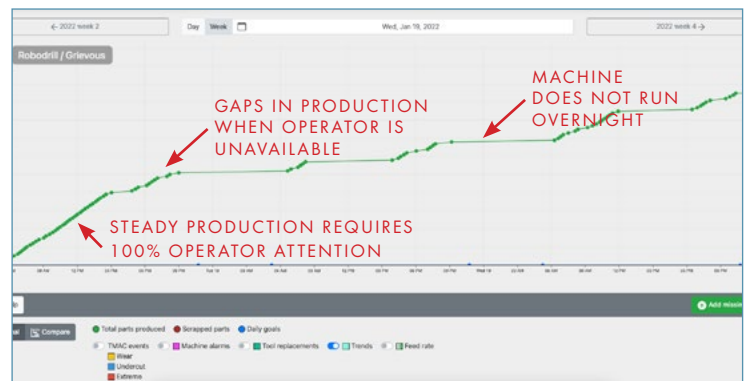 ← 2022 week 2
Day Week
Wed, Jan 19, 2022
2022 week 4 →
Robodrill / Grievous
GAPS IN PRODUCTION
WHEN OPERATOR IS
UNAVAILABLE
MACHINE
DOES NOT RUN
OVERNIGHT
STEADY PRODUCTION REQUIRES
100% OPERATOR ATTENTION
Add missin
Compare
Total parts produced Scrapped parts Daily goals
TMAC events Machine alarms Tool replacements Trends Feed rate
Wear
Undercut
Extreme